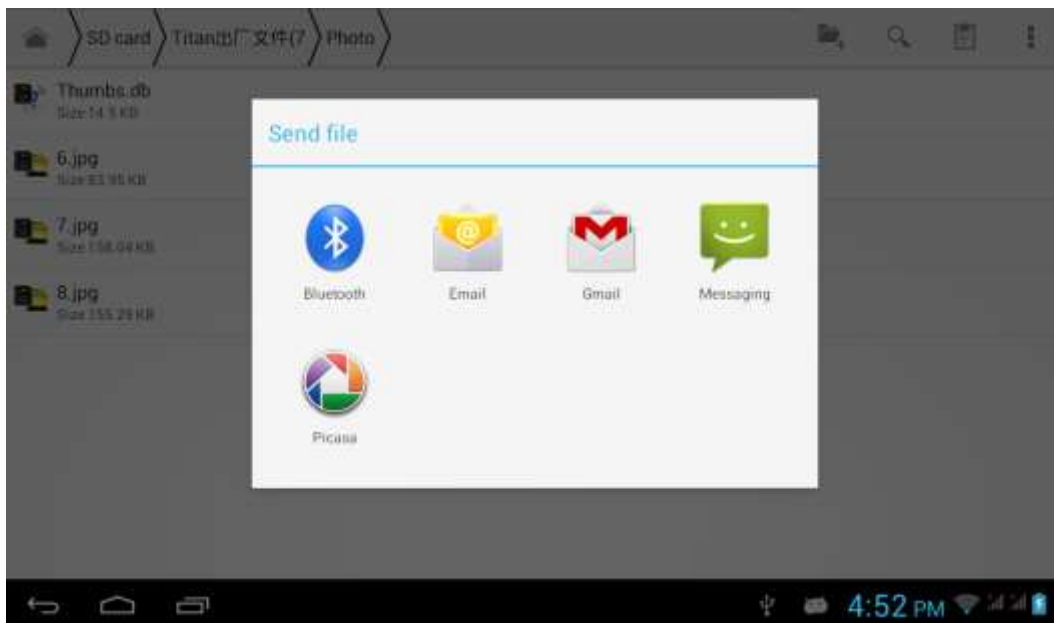 SD card
Titan出厂文件(7
Photo
Thumbs.db
Size:14.5 KB
6.jpg
Size:83.95 KB
7.jpg
Size:158.04 KB
8.jpg
Size:155.29 KB
Send file
Bluetooth
Email
Gmail
Messaging
Picasa
4:52 PM